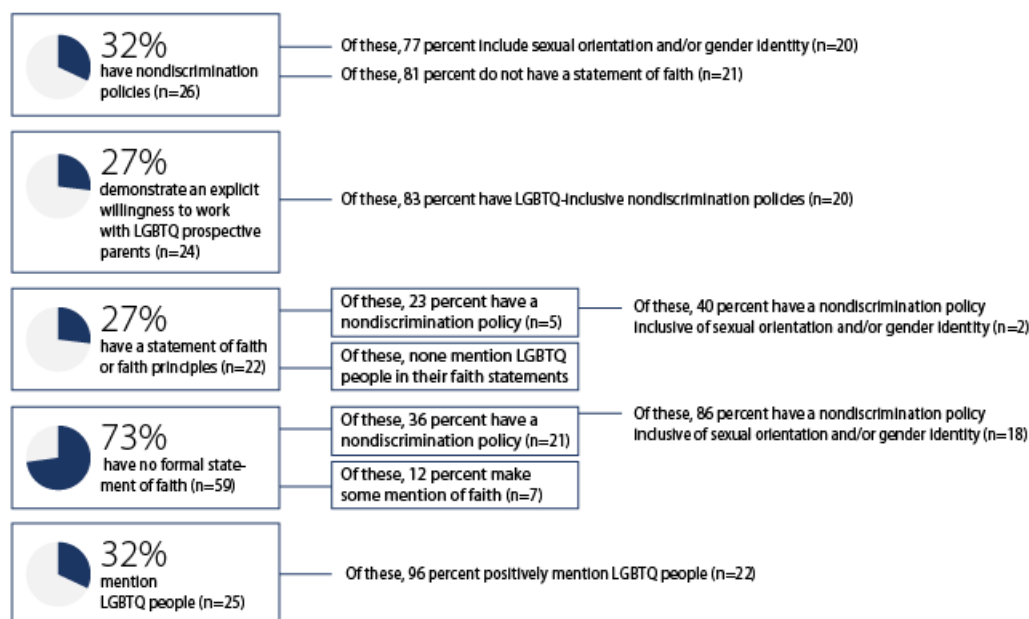 32%
have nondiscrimination
policies (n=26)
Of these, 77 percent include sexual orientation and/or gender identity (n=20)
Of these, 81 percent do not have a statement of faith (n=21)
27%
demonstrate an explicit
willingness to work
with LGBTQ prospective
parents (n=24)
Of these, 83 percent have LGBTQ-inclusive nondiscrimination policies (n=20)
27%
have a statement of faith
or faith principles (n=22)
Of these, 23 percent have a
nondiscrimination policy (n=5)
Of these, 40 percent have a nondiscrimination policy
inclusive of sexual orientation and/or gender identity (n=2)
Of these, none mention LGBTQ
people in their faith statements
73%
have no formal state-
ment of faith (n=59)
Of these, 36 percent have a
nondiscrimination policy (n=21)
Of these, 86 percent have a nondiscrimination policy
inclusive of sexual orientation and/or gender identity (n=18)
Of these, 12 percent make
some mention of faith (n=7)
32%
mention
LGBTQ people (n=25)
Of these, 96 percent positively mention LGBTQ people (n=22)